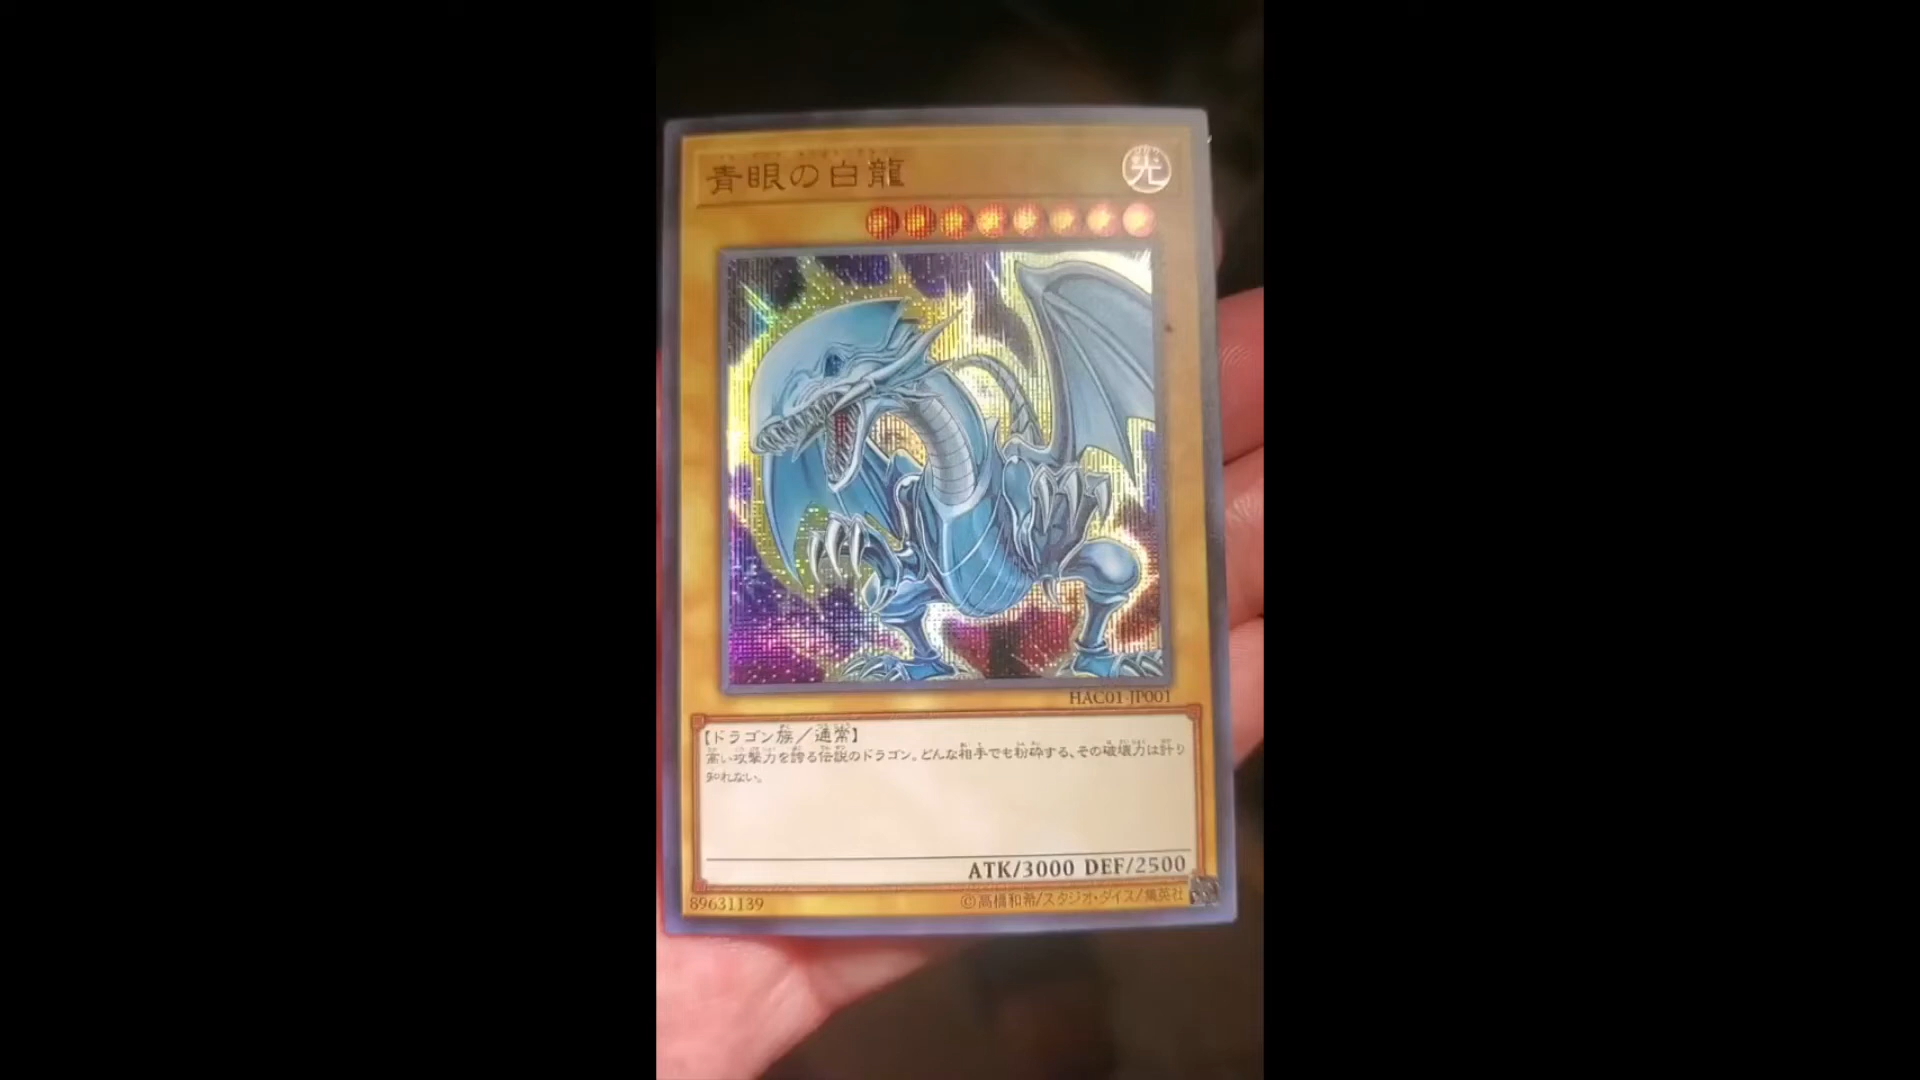 青眼の白龍
光
HAC01-JP001
【ドラゴン族／通常】
高い攻撃力を誇る伝説のドラゴン。どんな相手でも粉砕する、その破壊力は計り
知れない。
ATK/3000 DEF/2500
89631139
©高橋和希/スタジオ・ダイス/集英社